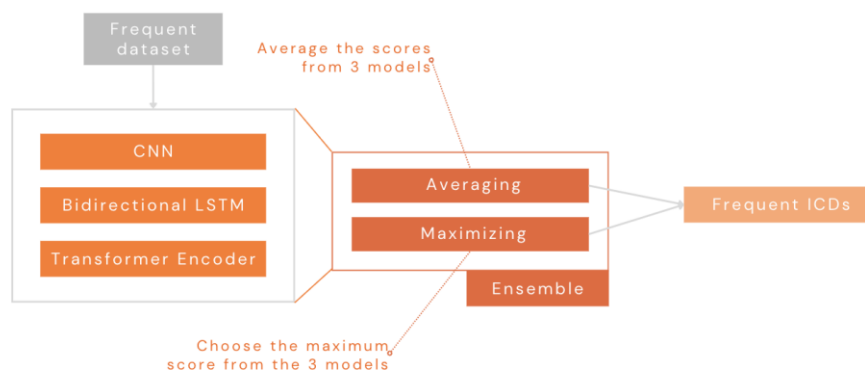 Frequent
dataset
Average the scores
from 3 models
CNN
Bidirectional LSTM
Transformer Encoder
Averaging
Maximizing
Ensemble
Frequent ICDs
Choose the maximum
score from the 3 models